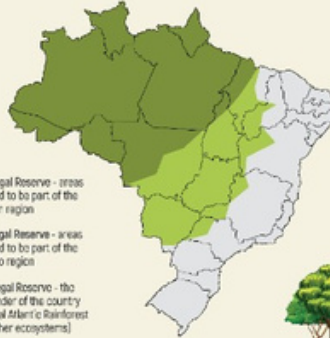 gal Reserve - areas
d to be part of the
r region
gal Reserve - areas
d to be part of the
o region
gal Reserve - the
der of the country
al Atlantic Rainforest
her ecosystems)